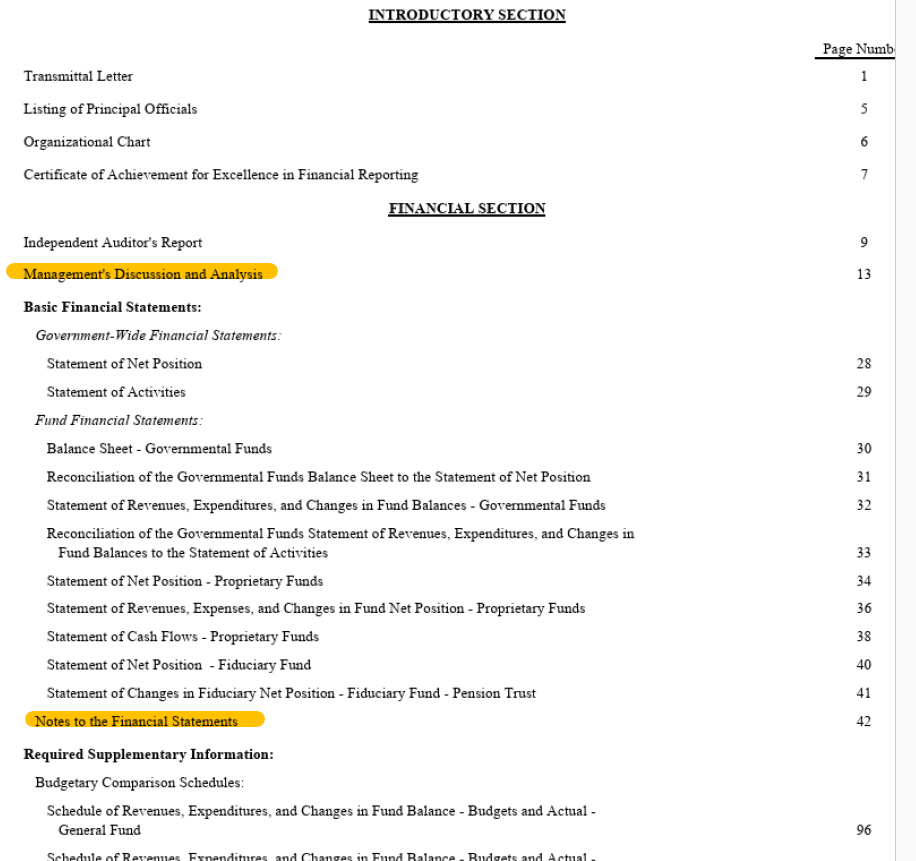 INTRODUCTORY SECTION
Page Numb
Transmittal Letter 1
Listing of Principal Officials 5
Organizational Chart 6
Certificate of Achievement for Excellence in Financial Reporting 7
FINANCIAL SECTION
Independent Auditor's Report 9
Management's Discussion and Analysis 13
Basic Financial Statements:
Government-Wide Financial Statements:
Statement of Net Position 28
Statement of Activities 29
Fund Financial Statements:
Balance Sheet - Governmental Funds 30
Reconciliation of the Governmental Funds Balance Sheet to the Statement of Net Position 31
Statement of Revenues, Expenditures, and Changes in Fund Balances - Governmental Funds 32
Reconciliation of the Governmental Funds Statement of Revenues, Expenditures, and Changes in
Fund Balances to the Statement of Activities 33
Statement of Net Position - Proprietary Funds 34
Statement of Revenues, Expenses, and Changes in Fund Net Position - Proprietary Funds 36
Statement of Cash Flows - Proprietary Funds 38
Statement of Net Position - Fiduciary Fund 40
Statement of Changes in Fiduciary Net Position - Fiduciary Fund - Pension Trust 41
Notes to the Financial Statements 42
Required Supplementary Information:
Budgetary Comparison Schedules:
Schedule of Revenues, Expenditures, and Changes in Fund Balance - Budgets and Actual -
General Fund 96
Schedule of Revenues, Expenditures, and Changes in Fund Balance - Budgets and Actual -